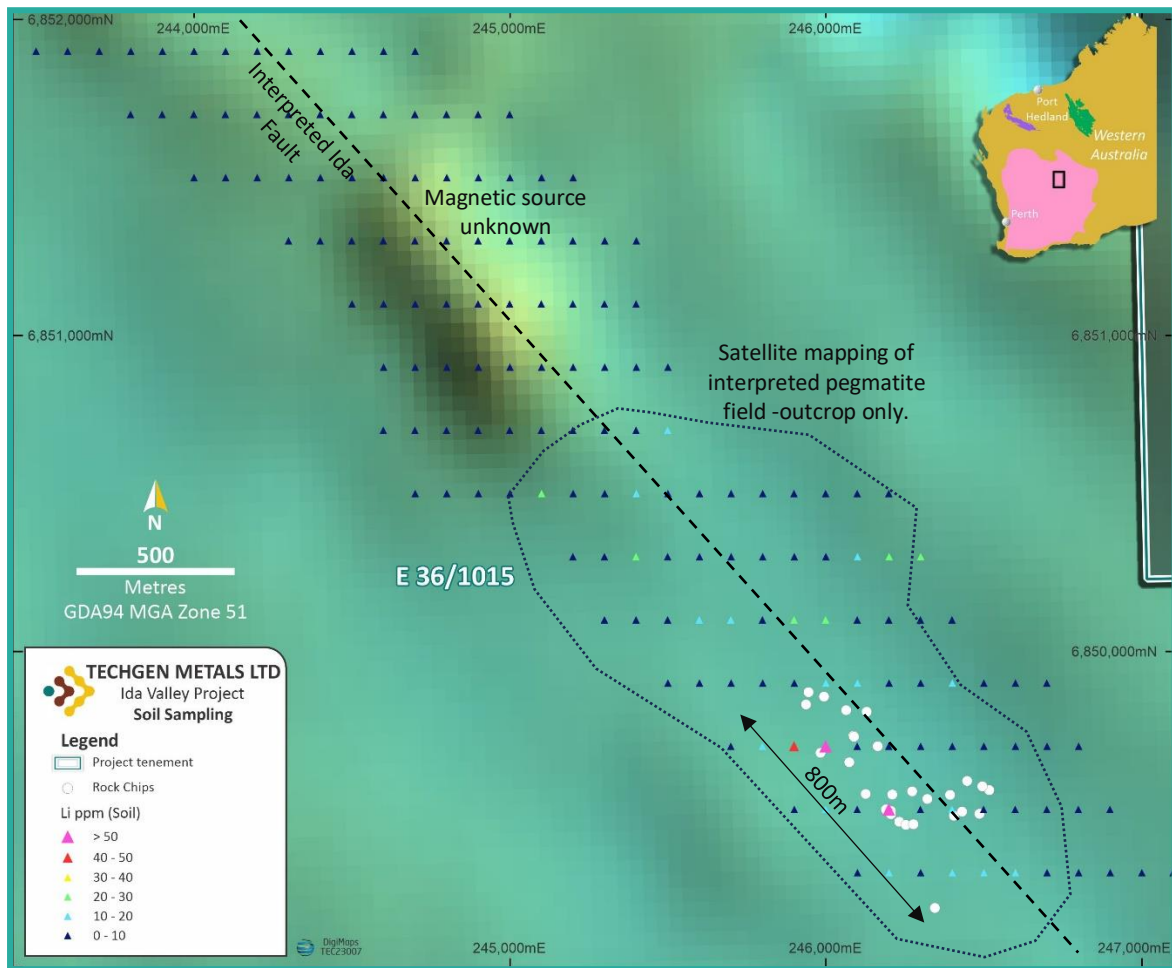 6,852,000mN
244,000mE
245,000mE
246,000mE
Port
Hedland
Western
Australia
Perth
Interpreted Ida
Fault
Magnetic source
unknown
6,851,000mN
6,851,000mN
Satellite mapping of
interpreted pegmatite
field -outcrop only.
N
500
Metres
GDA94 MGA Zone 51
E 36/1015
6,850,000mN
800m
TECHGEN METALS LTD
Ida Valley Project
Soil Sampling
Legend
Project tenement
Rock Chips
Li ppm (Soil)
> 50
40 - 50
30 - 40
20 - 30
10 - 20
0 - 10
DigiMaps
TEC23007
245,000mE
246,000mE
247,000mE